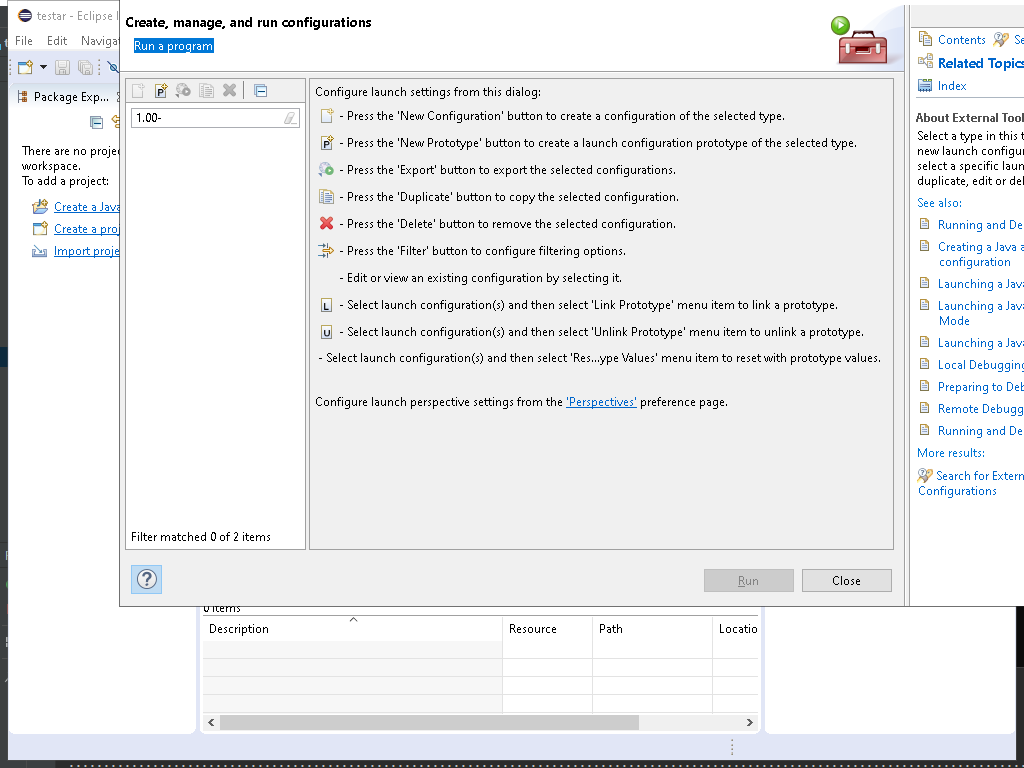 testar - Eclipse I
File Edit Naviga
Package Exp...
There are no proje
workspace.
To add a project:
Create a Java
Create a proj
Import proje
Create, manage, and run configurations
Run a program
1.00-
Filter matched 0 of 2 items
Configure launch settings from this dialog:
- Press the 'New Configuration' button to create a configuration of the selected type.
P - Press the 'New Prototype' button to create a launch configuration prototype of the selected type.
- Press the 'Export' button to export the selected configurations.
- Press the 'Duplicate' button to copy the selected configuration.
- Press the 'Delete' button to remove the selected configuration.
- Press the 'Filter' button to configure filtering options.
- Edit or view an existing configuration by selecting it.
L - Select launch configuration(s) and then select 'Link Prototype' menu item to link a prototype.
U - Select launch configuration(s) and then select 'Unlink Prototype' menu item to unlink a prototype.
- Select launch configuration(s) and then select 'Res...ype Values' menu item to reset with prototype values.
Configure launch perspective settings from the 'Perspectives' preference page.
?
Run Close
Contents Se
Related Topics
Index
About External Tool
Select a type in this t
new launch configur
select a specific laun
duplicate, edit or del
See also:
Running and De
Creating a Java a
configuration
Launching a Java
Launching a Java
Mode
Launching a Java
Local Debugging
Preparing to Deb
Remote Debugg
Running and De
More results:
Search for Extern
Configurations
0 items
Description Resource Path Locatio